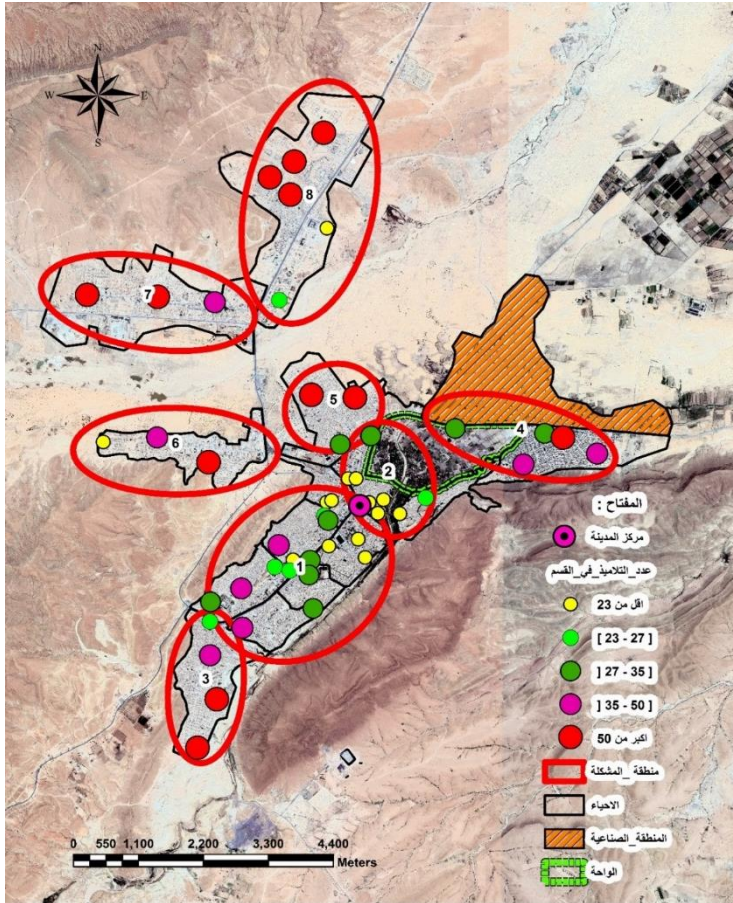 N
W E
S
8
7
5
4
6
2
1
3
المفتاح :
مركز المدينة
عدد_التلاميذ_في_القسم
اقل من 23
[23 - 27 ]
[27 - 35 ]
[35 - 50 ]
اكبر من 50
منطقة _المشكلة
الاحياء
المنطقة_الصناعية
الواحة
0 550 1,100 2,200 3,300 4,400
Meters